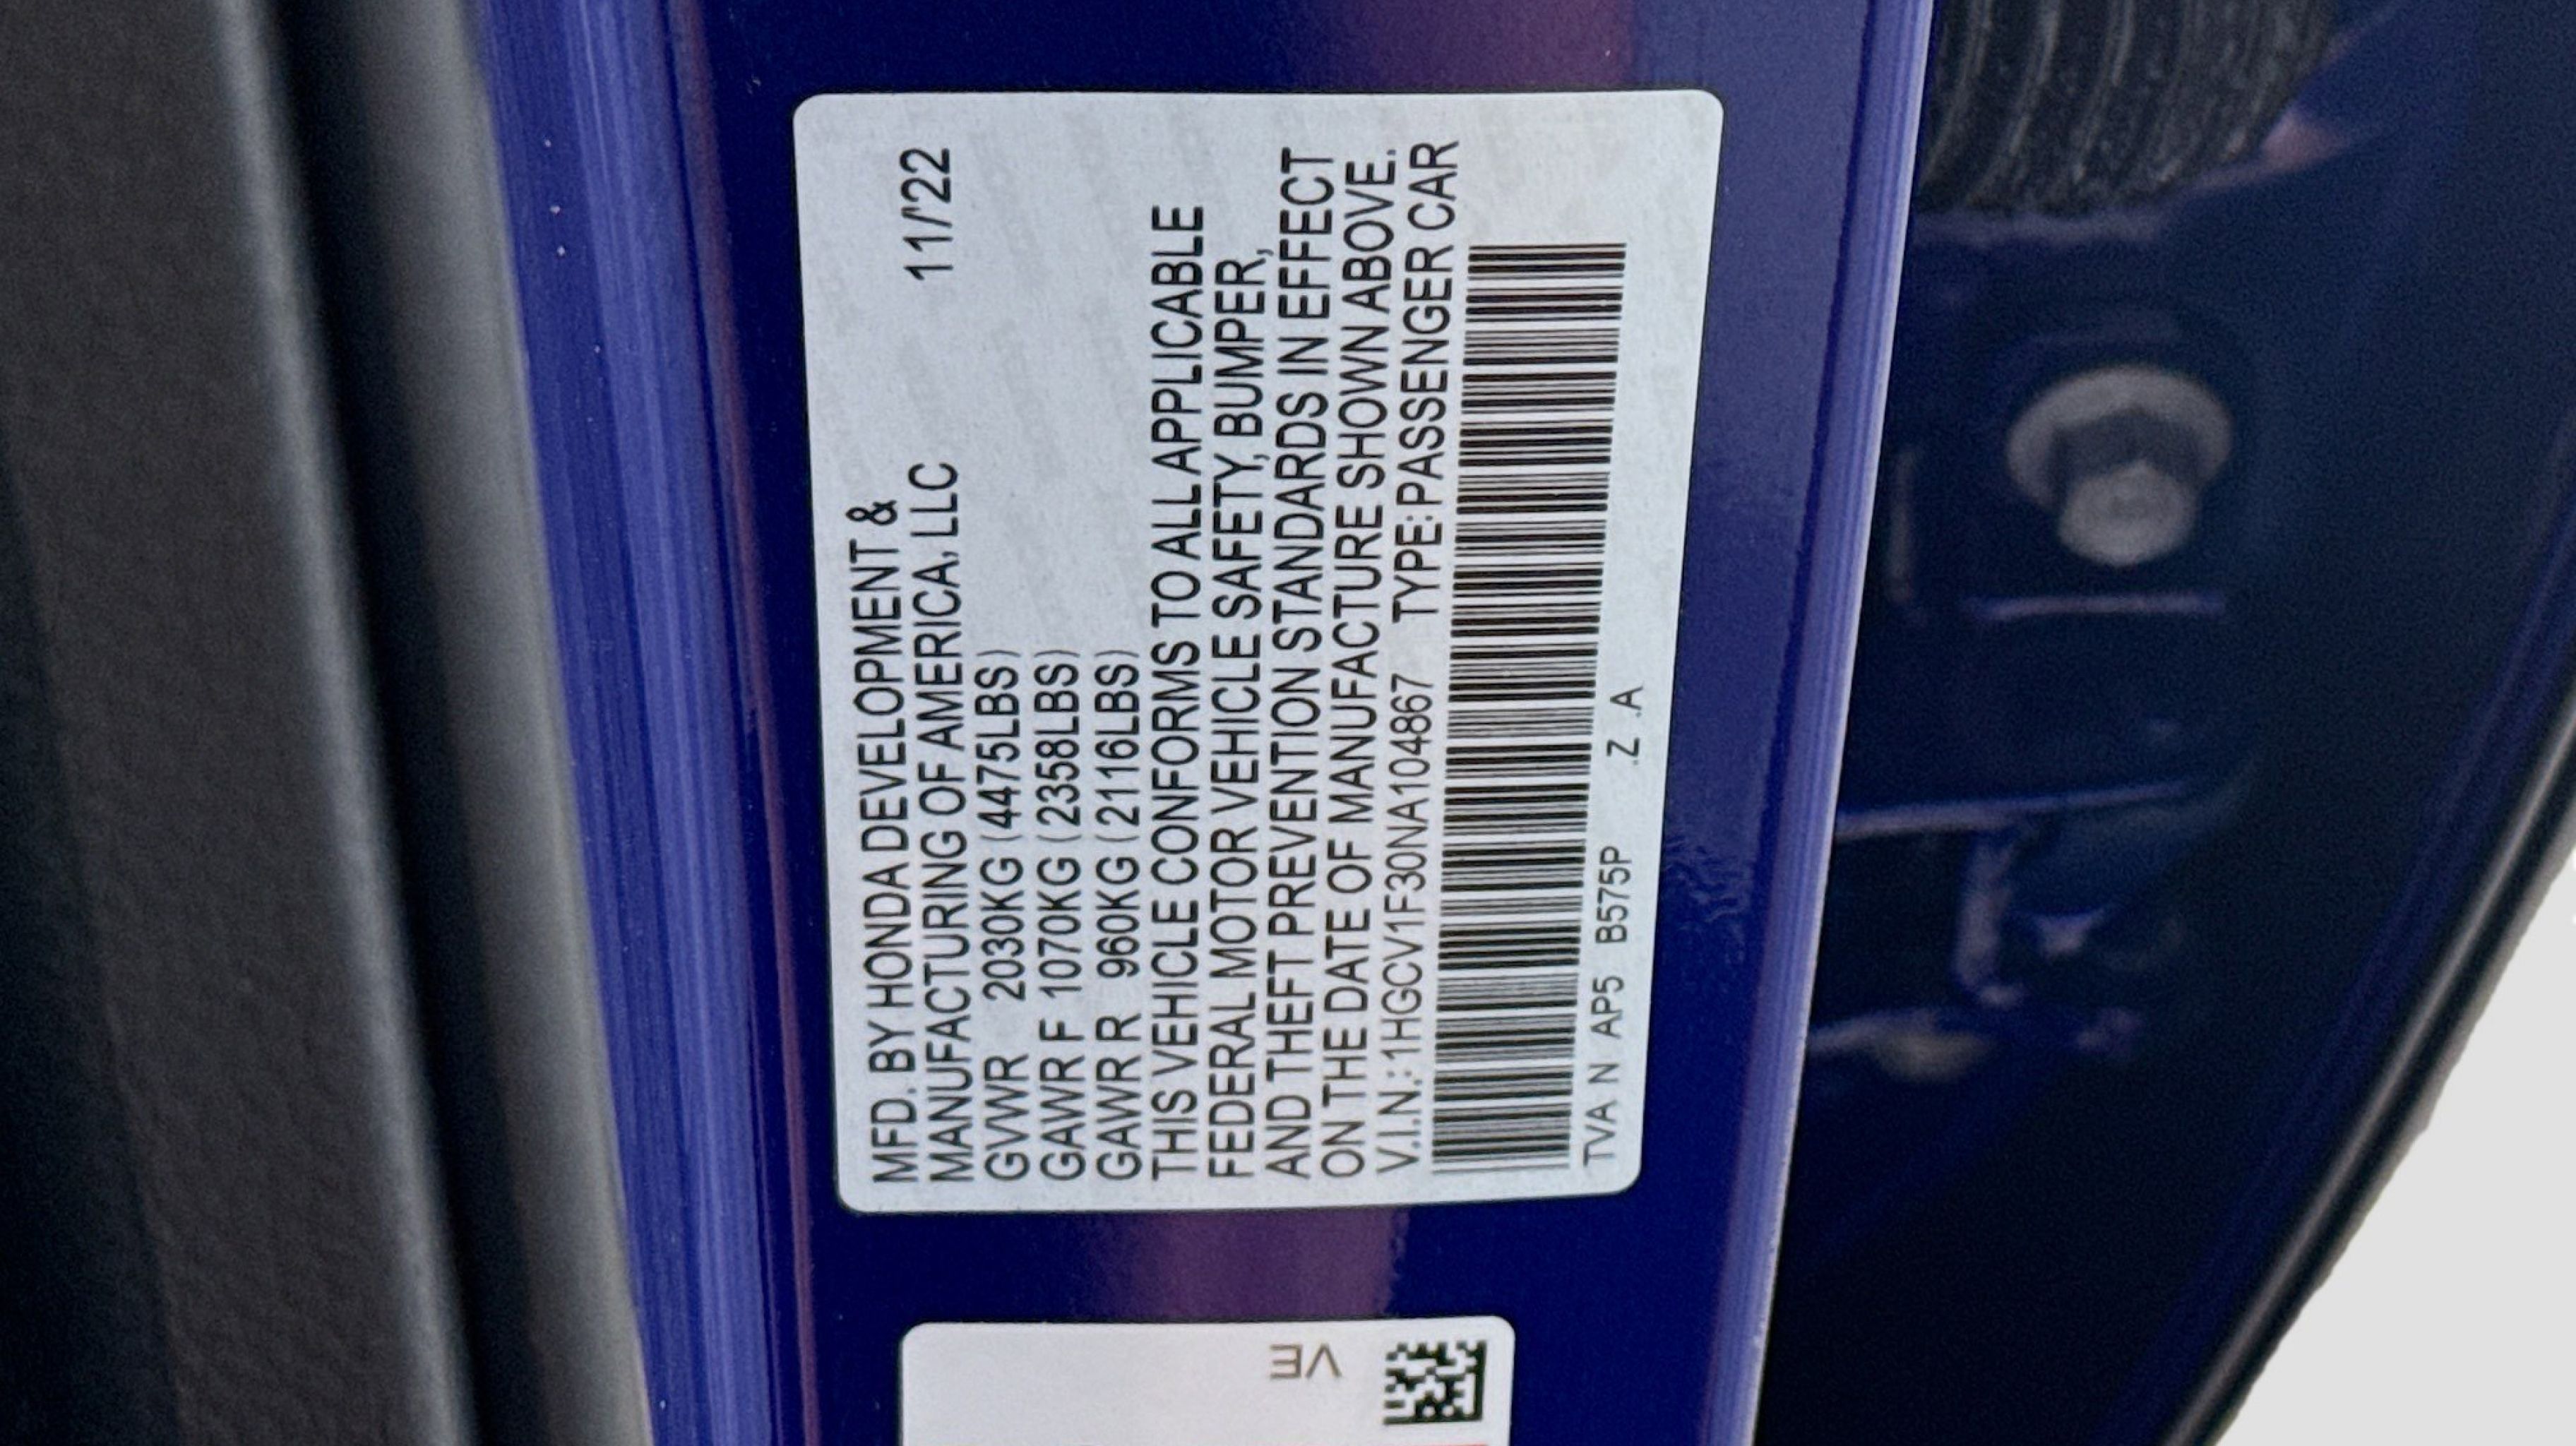 MFD. BY HONDA DEVELOPMENT &
MANUFACTURING OF AMERICA, LLC 11/'22
GVWR 2030KG (4475LBS)
GAWR F 1070KG (2358LBS)
GAWR R 960KG (2116LBS)
THIS VEHICLE CONFORMS TO ALL APPLICABLE
FEDERAL MOTOR VEHICLE SAFETY, BUMPER,
AND THEFT PREVENTION STANDARDS IN EFFECT
ON THE DATE OF MANUFACTURE SHOWN ABOVE.
V.I.N.: 1HGCV1F30NA104867 TYPE: PASSENGER CAR
TVA N AP5 B575P .Z .A
VE